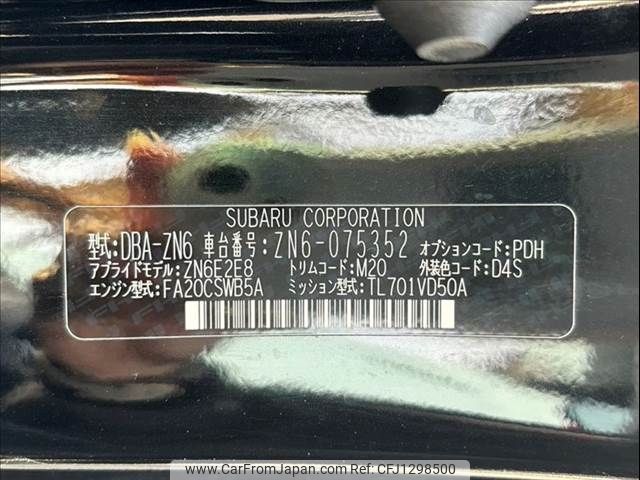 SUBARU CORPORATION
型式:DBA-ZN6 車台番号:ZN6-075352 オプションコード:PDH
アプライドモデル:ZN6E2E8 トリムコード:M20 外装色コード:D4S
エンジン型式:FA20CSWB5A ミッション型式:TL701VD50A
www.CarFromJapan.com | Photo ID: CFJ1298500